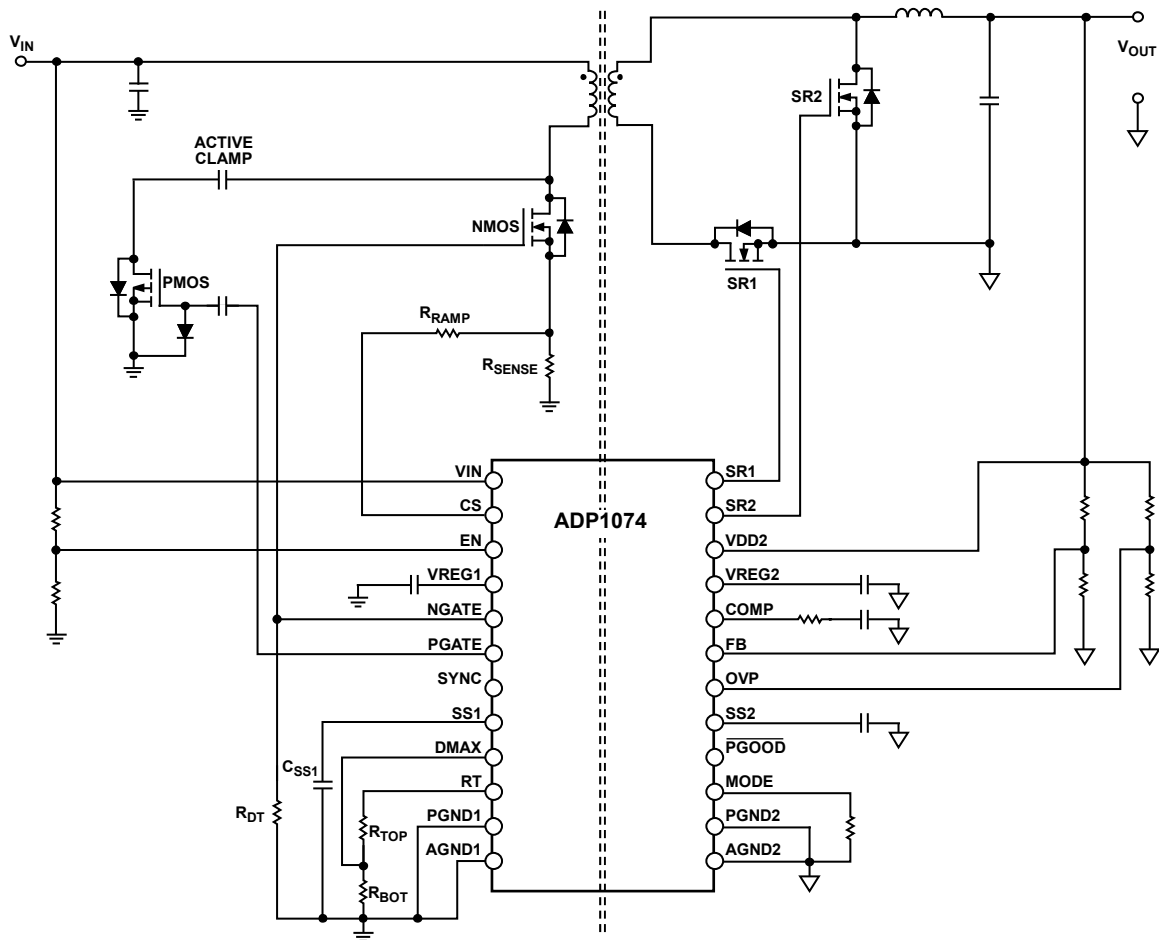 VIN
VOUT
SR2
ACTIVE
CLAMP
NMOS
PMOS
SR1
RRAMP
RSENSE
ADP1074
VIN
CS
EN
VREG1
NGATE
PGATE
SYNC
SS1
DMAX
RT
PGND1
AGND1
SR1
SR2
VDD2
VREG2
COMP
FB
OVP
SS2
PGOOD
MODE
PGND2
AGND2
CSS1
RDT
RTOP
RBOT